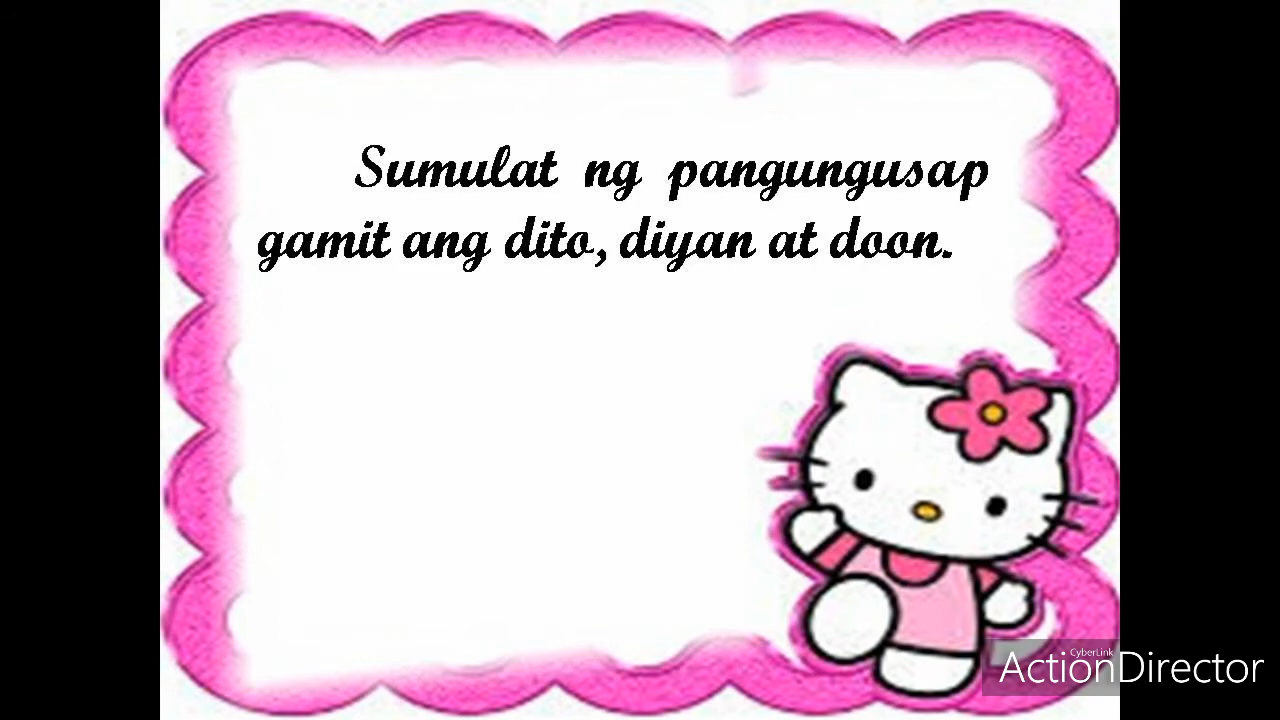 Sumulat ng pangungusap
gamit ang dito, diyan at doon.
CyberLink
ActionDirector